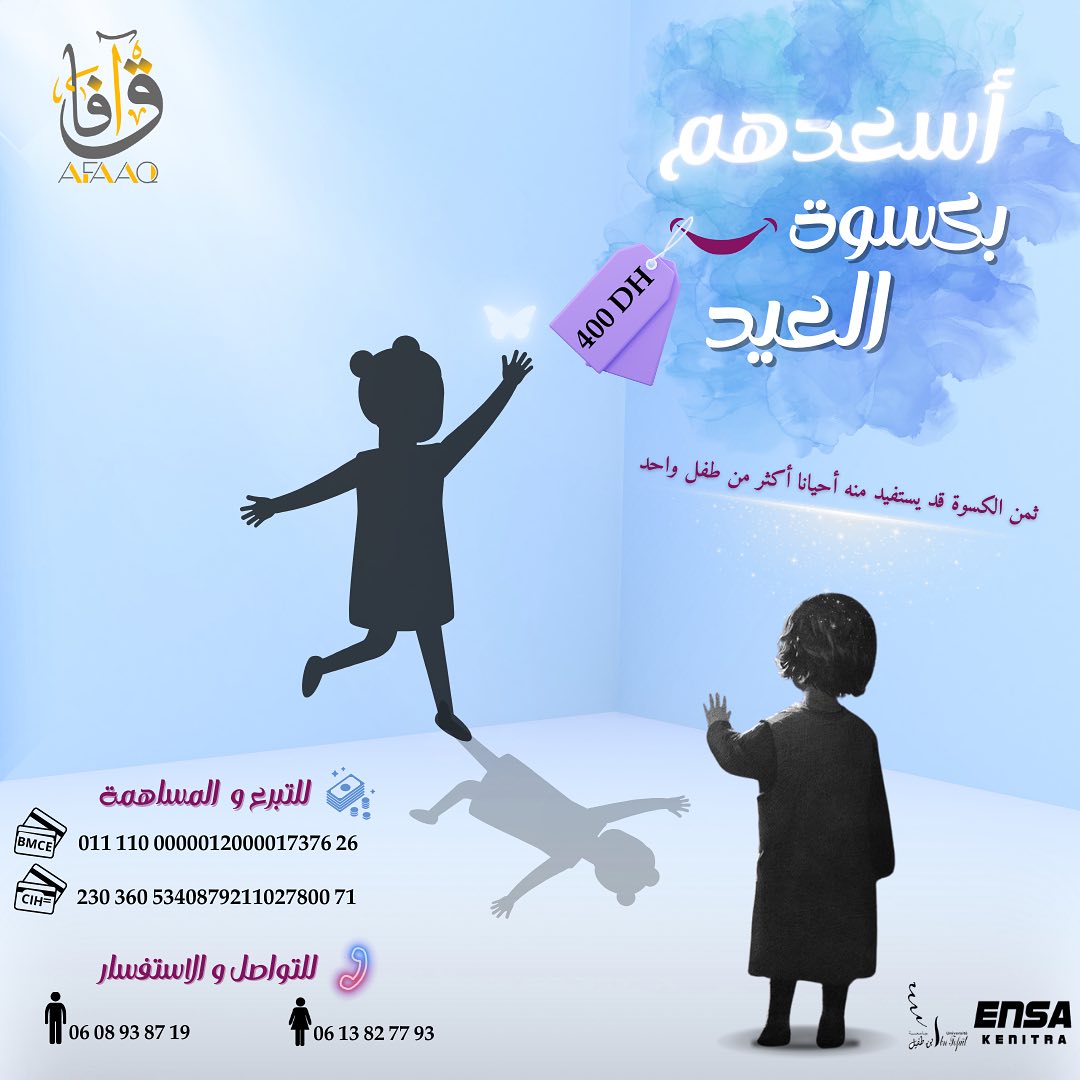 آفاق
AFAAQ
أسعدهم
بكسوة
العيد
400 DH
ثمن الكسوة قد يستفيد منه أحيانا أكثر من طفل واحد
للتبرع و المساهمة
BMCE
011 110 0000012000017376 26
CIH
230 360 5340879211027800 71
للتواصل و الاستفسار
06 08 93 87 19
06 13 82 77 93
جامعة ابن طفيل
Université Ibn Tofail
ENSA
KENITRA